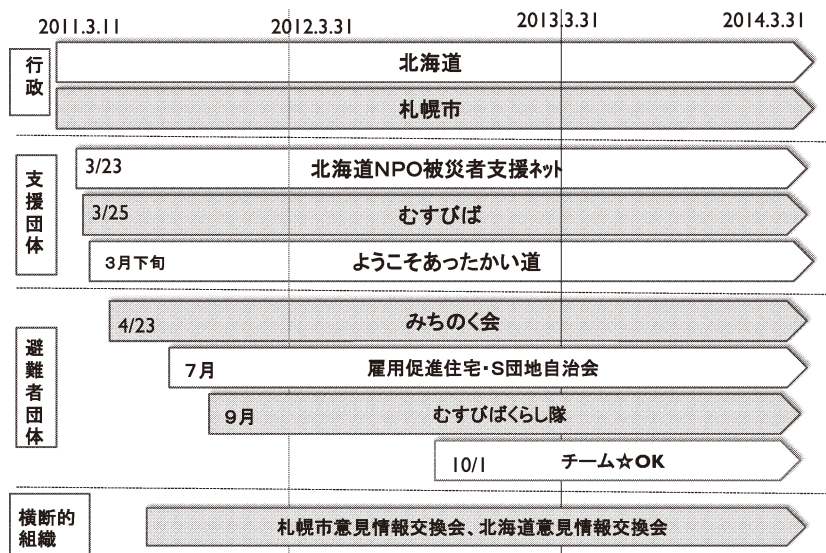 2011.3.11 2012.3.31 2013.3.31 2014.3.31
行政
北海道
札幌市
支援団体
3/23 北海道NPO被災者支援ネット
3/25 むすびば
3月下旬 ようこそあったかい道
避難者団体
4/23 みちのく会
7月 雇用促進住宅・S団地自治会
9月 むすびばくらし隊
10/1 チーム☆OK
横断的
組織
札幌市意見情報交換会、北海道意見情報交換会